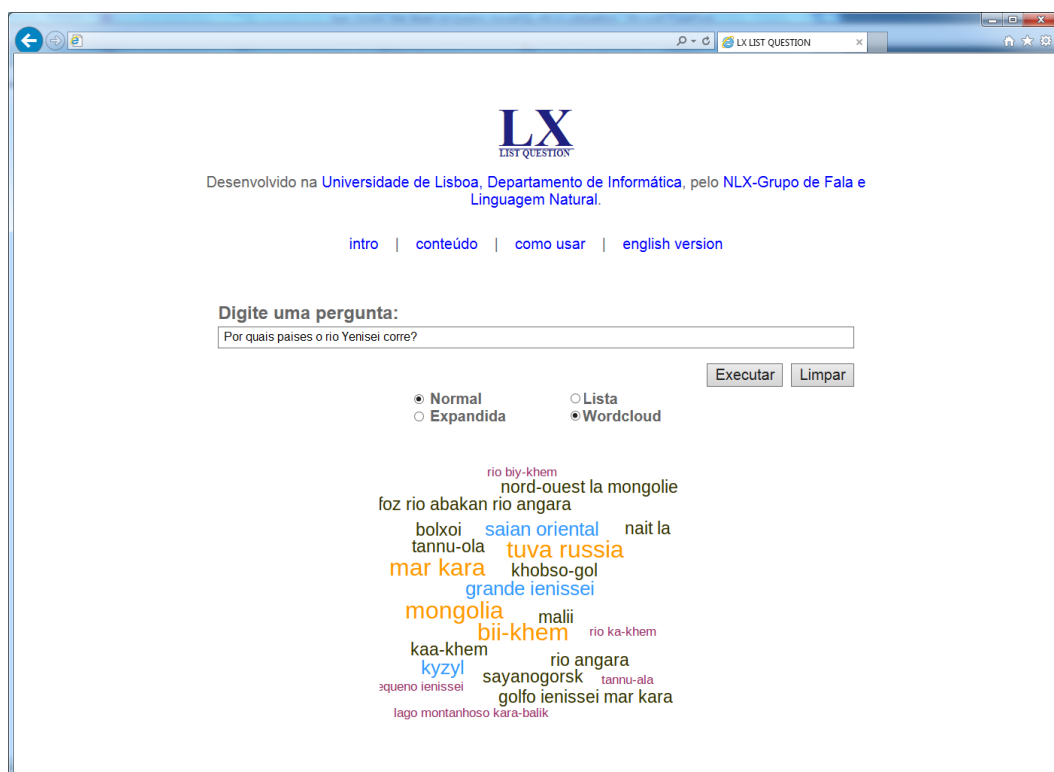 LX LIST QUESTION
LX
LIST QUESTION
Desenvolvido na Universidade de Lisboa, Departamento de Informática, pelo NLX-Grupo de Fala e
Linguagem Natural.
intro | conteúdo | como usar | english version
Digite uma pergunta:
Por quais paises o rio Yenisei corre?
Executar Limpar
Normal Lista
Expandida Wordcloud
rio biy-khem
nord-ouest la mongolie
foz rio abakan rio angara
bolxoi saian oriental nait la
tannu-ola tuva russia
mar kara khobso-gol
grande ienissei
mongolia malii
bii-khem rio ka-khem
kaa-khem rio angara
kyzyl sayanogorsk tannu-ala
equeno ienissei golfo ienissei mar kara
lago montanhoso kara-balik